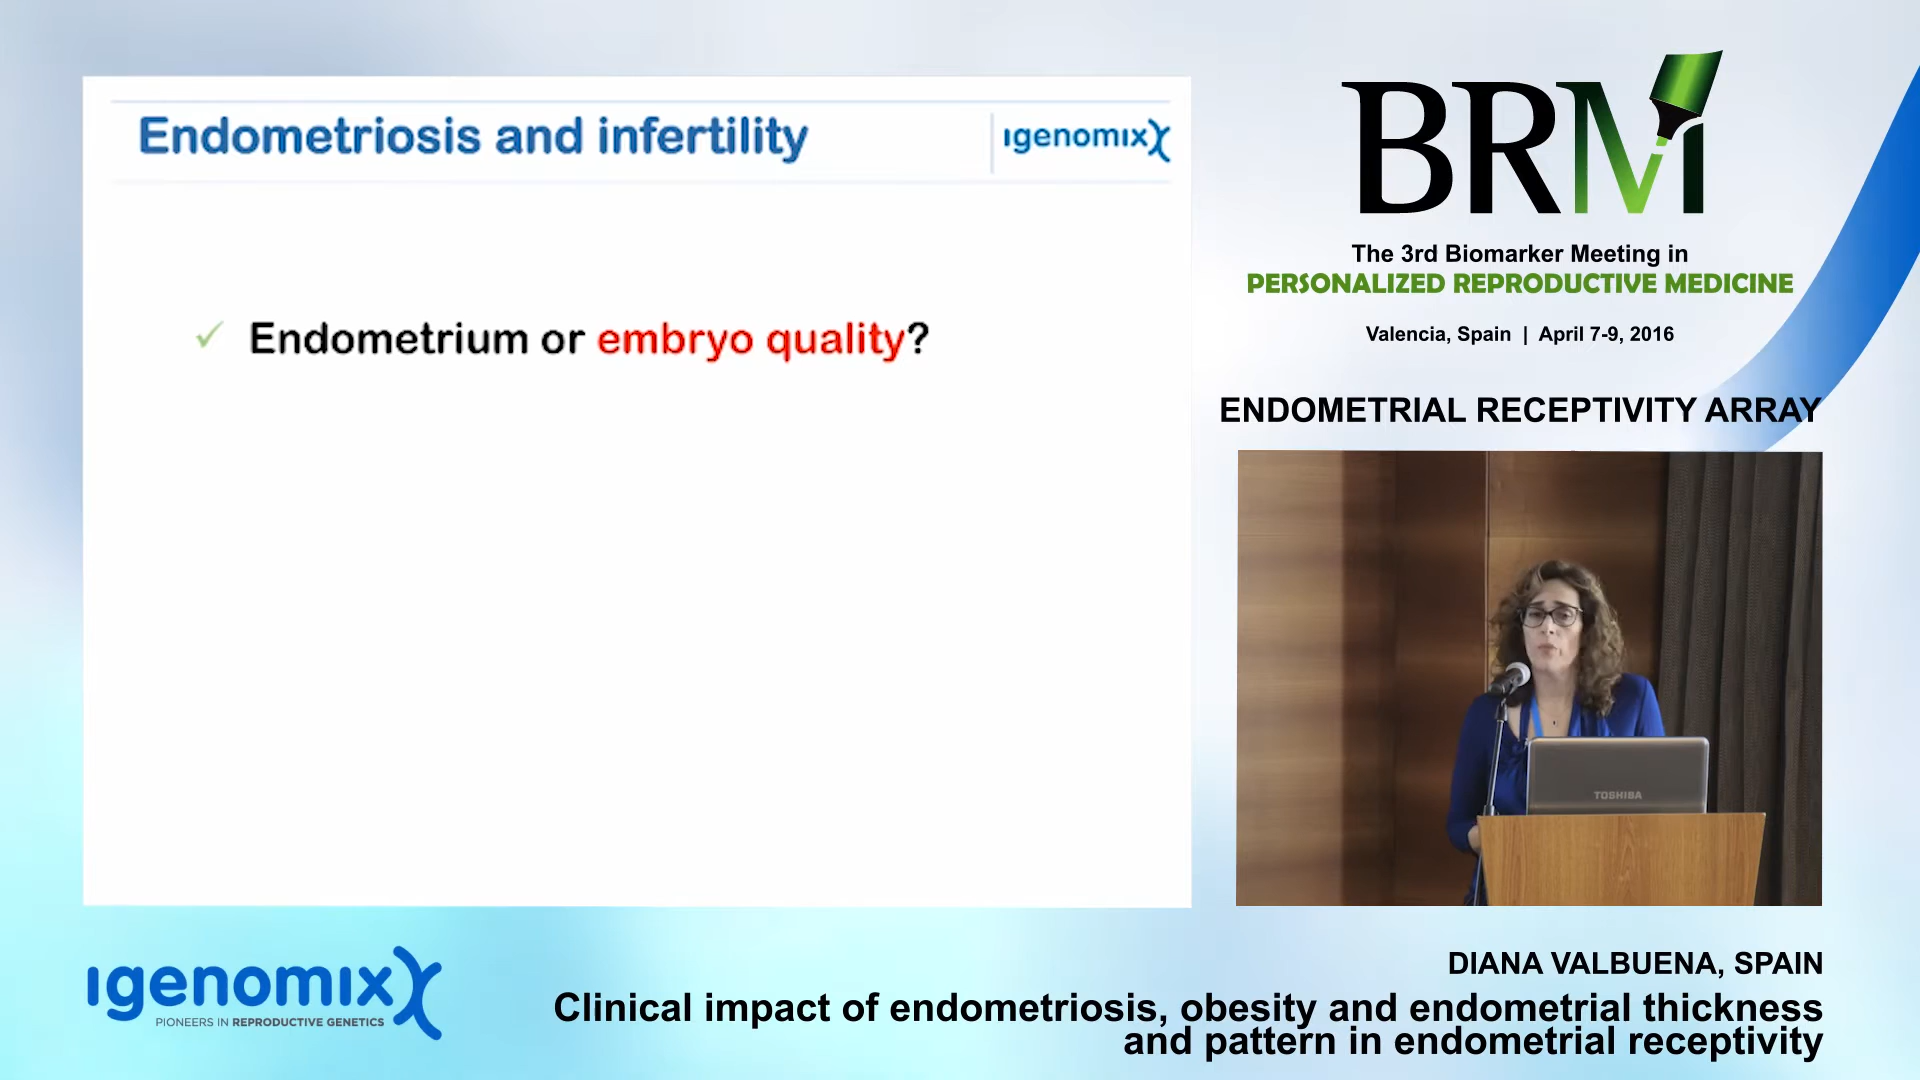 Endometriosis and infertility
igenomix
✓ Endometrium or embryo quality?
BRM
The 3rd Biomarker Meeting in
PERSONALIZED REPRODUCTIVE MEDICINE
Valencia, Spain | April 7-9, 2016
ENDOMETRIAL RECEPTIVITY ARRAY
TOSHIBA
igenomix
PIONEERS IN REPRODUCTIVE GENETICS
DIANA VALBUENA, SPAIN
Clinical impact of endometriosis, obesity and endometrial thickness
and pattern in endometrial receptivity